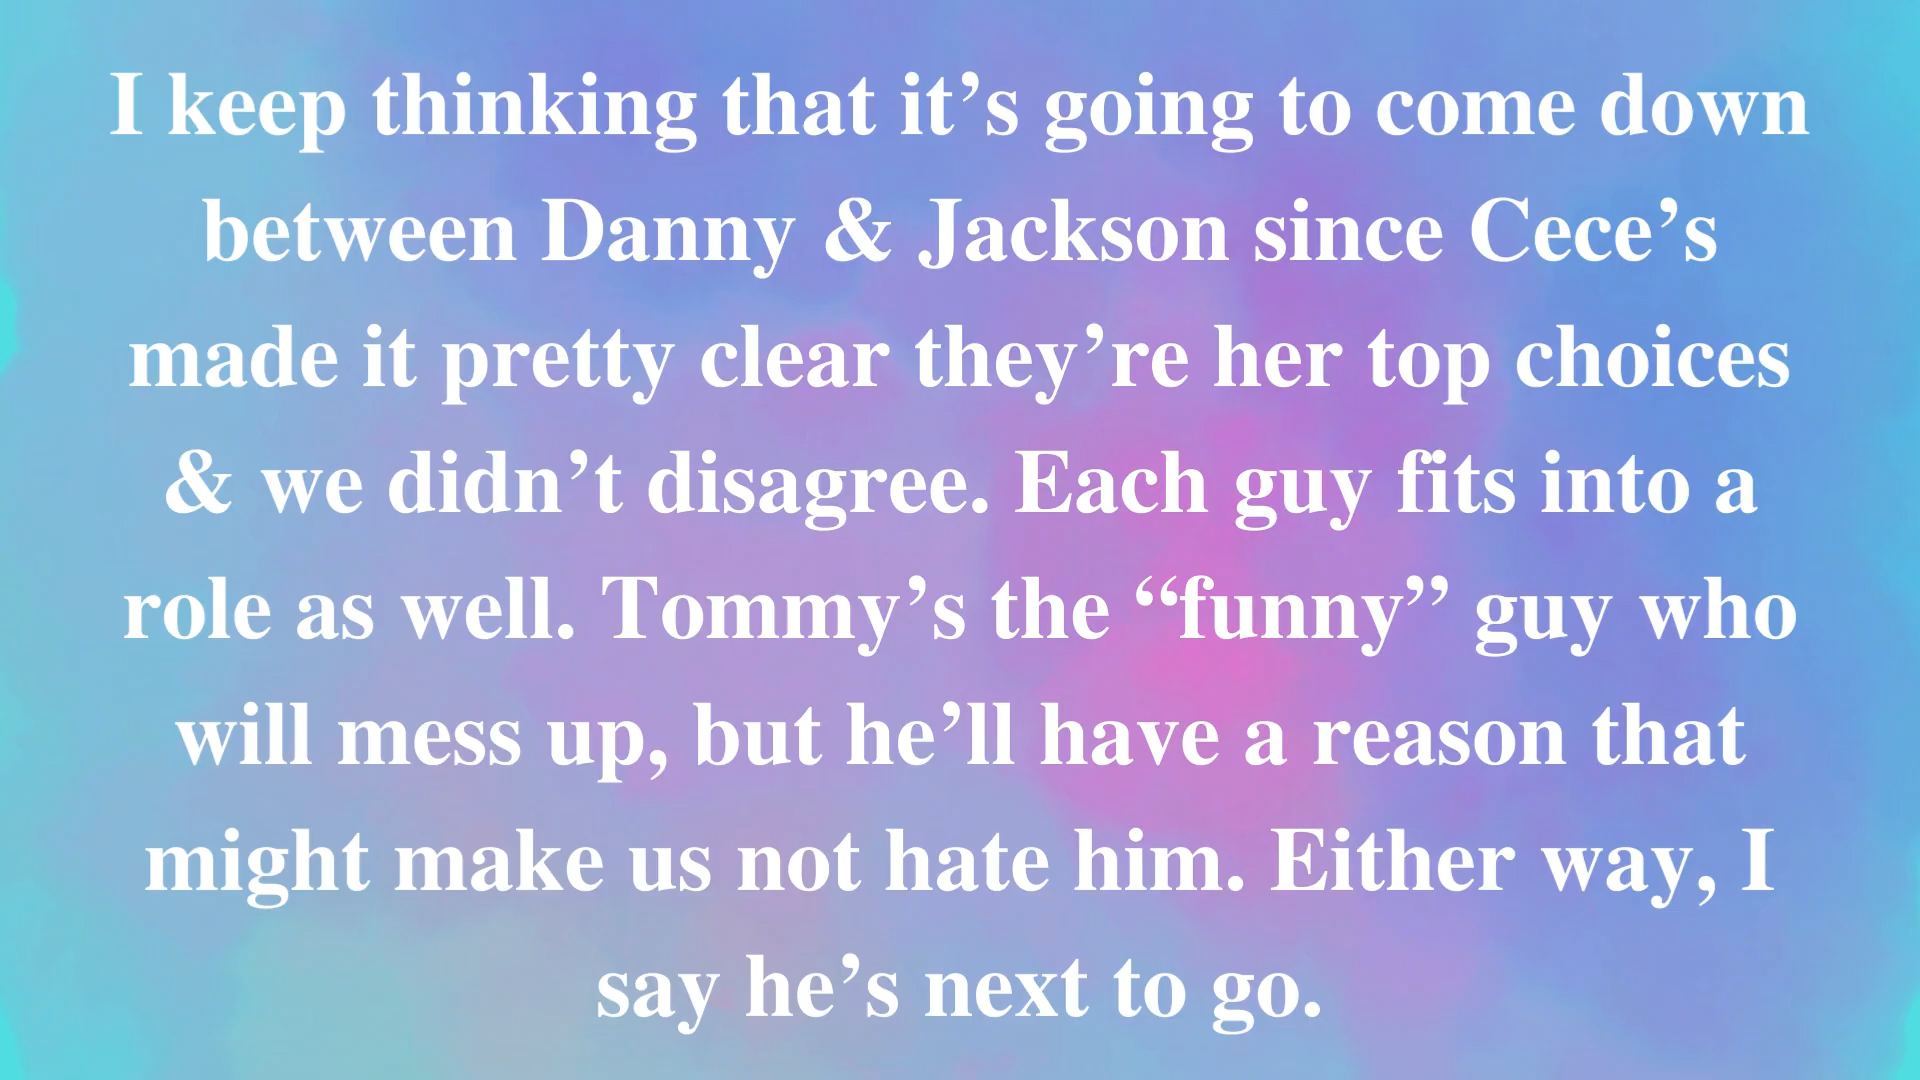 I keep thinking that it’s going to come down
between Danny & Jackson since Cece’s
made it pretty clear they’re her top choices
& we didn’t disagree. Each guy fits into a
role as well. Tommy’s the “funny” guy who
will mess up, but he’ll have a reason that
might make us not hate him. Either way, I
say he’s next to go.